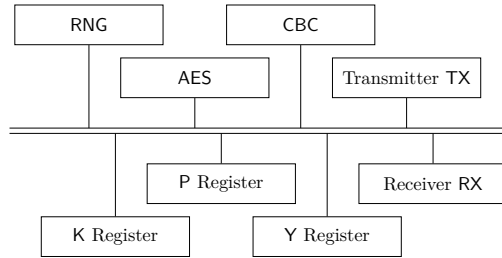 RNG
CBC
AES
Transmitter TX
P Register
Receiver RX
K Register
Y Register